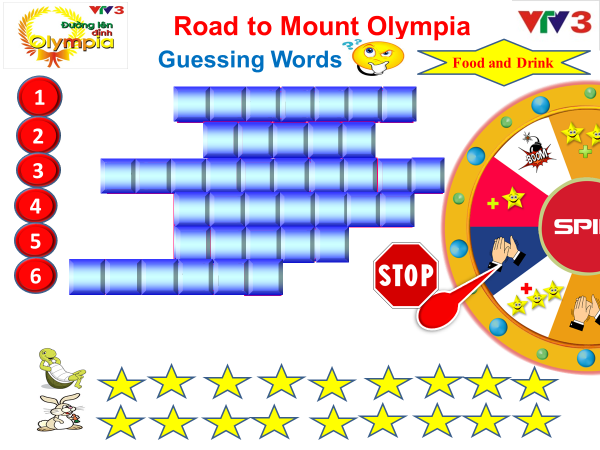 VTV3
Đường lên
đỉnh
Olympia
Road to Mount Olympia
VTV3
Guessing Words
??
Food and Drink
1
2
3
4
5
6
BOOM!
+
+
SPI
STOP
+